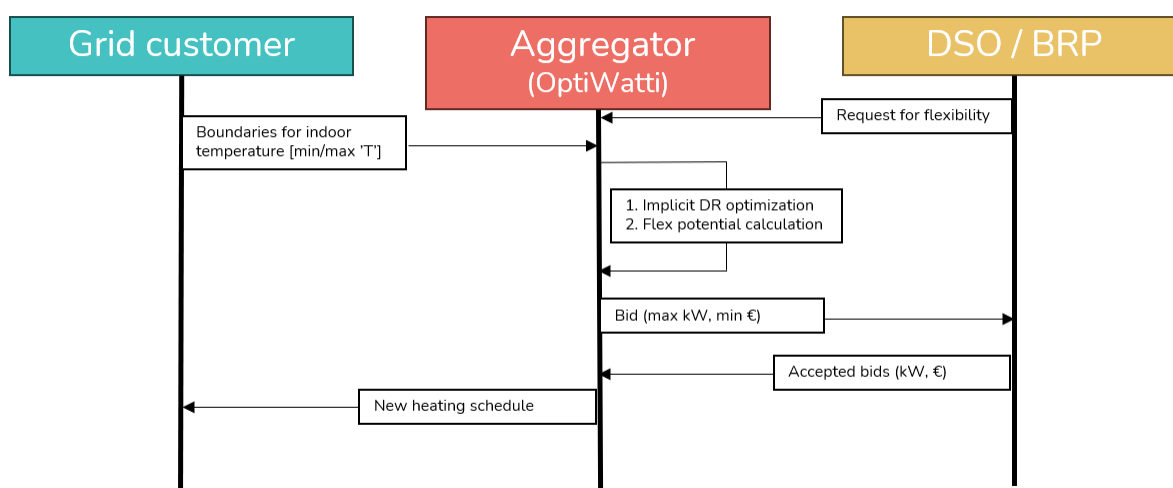 Grid customer
Aggregator
(OptiWatti)
DSO / BRP
Request for flexibility
Boundaries for indoor
temperature [min/max 'T']
1. Implicit DR optimization
2. Flex potential calculation
Bid (max kW, min €)
Accepted bids (kW, €)
New heating schedule